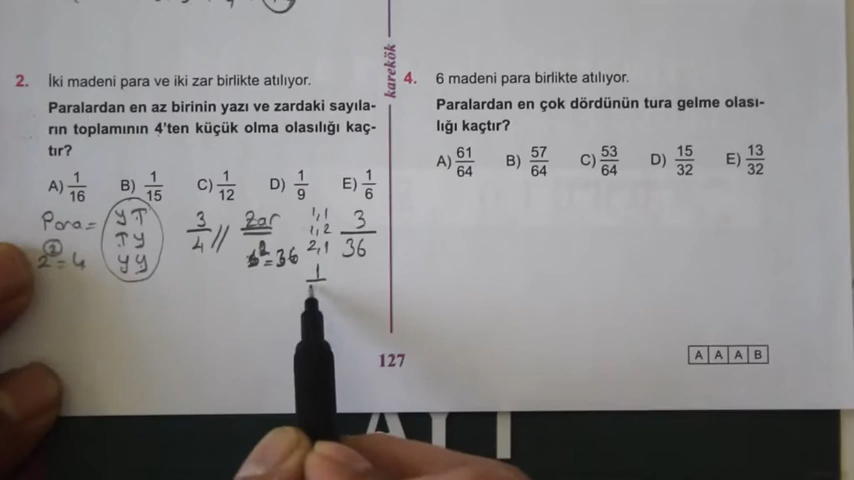 2. İki madeni para ve iki zar birlikte atılıyor.
Paralardan en az birinin yazı ve zardaki sayıla-
rın toplamının 4'ten küçük olma olasılığı kaç-
tır?
A) 1/16 B) 1/15 C) 1/12 D) 1/9 E) 1/6
Para =
2² = 4
YT
TY
YY
3/4 //
Zar
6² = 36
1,1
1,2
2,1
3/36
1
karekök
4. 6 madeni para birlikte atılıyor.
Paralardan en çok dördünün tura gelme olası-
lığı kaçtır?
A) 61/64 B) 57/64 C) 53/64 D) 15/32 E) 13/32
127
A A A B